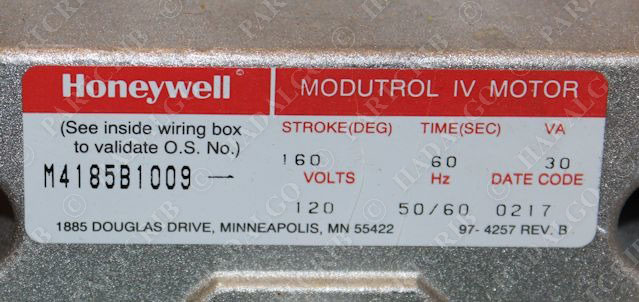 Honeywell
MODUTROL IV MOTOR
(See inside wiring box
to validate O.S. No.)
M4185B1009 —
STROKE(DEG) TIME(SEC) VA
160 60 30
VOLTS Hz DATE CODE
120 50/60 0217
1885 DOUGLAS DRIVE, MINNEAPOLIS, MN 55422
97-4257 REV. B